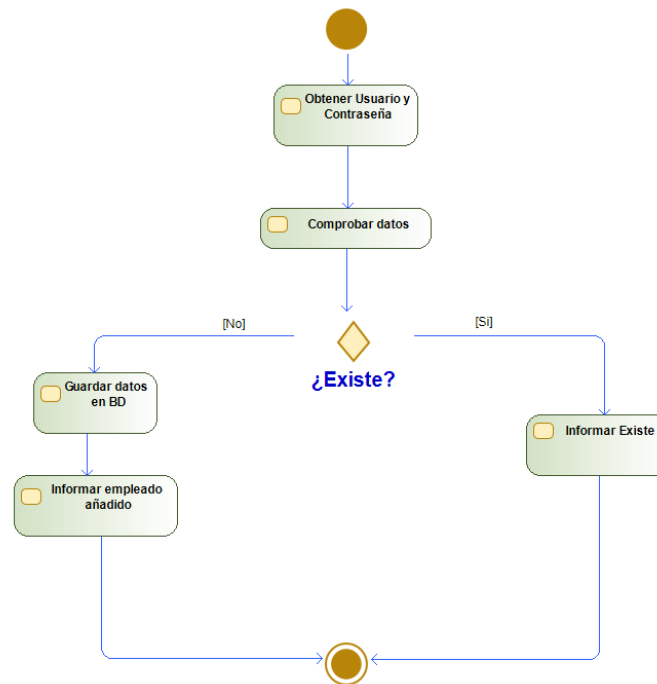 Obtener Usuario y
Contraseña
Comprobar datos
[No]
[Si]
¿Existe?
Guardar datos
en BD
Informar Existe
Informar empleado
añadido